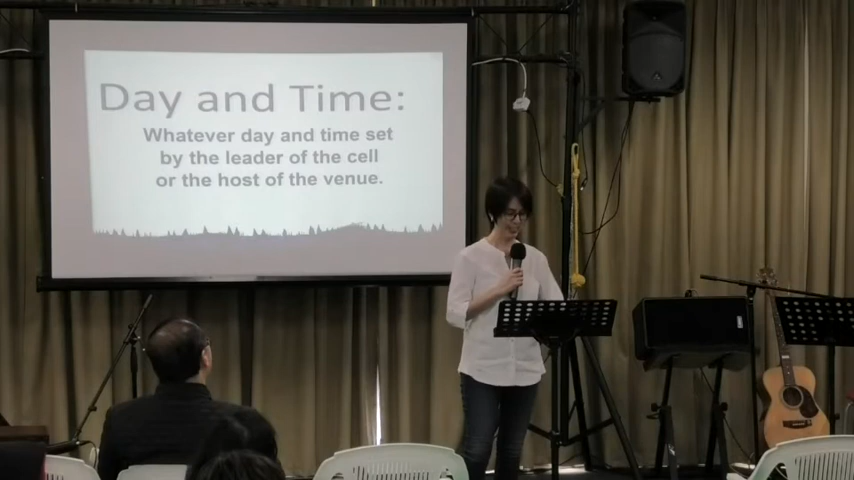 Day and Time:
Whatever day and time set
by the leader of the cell
or the host of the venue.